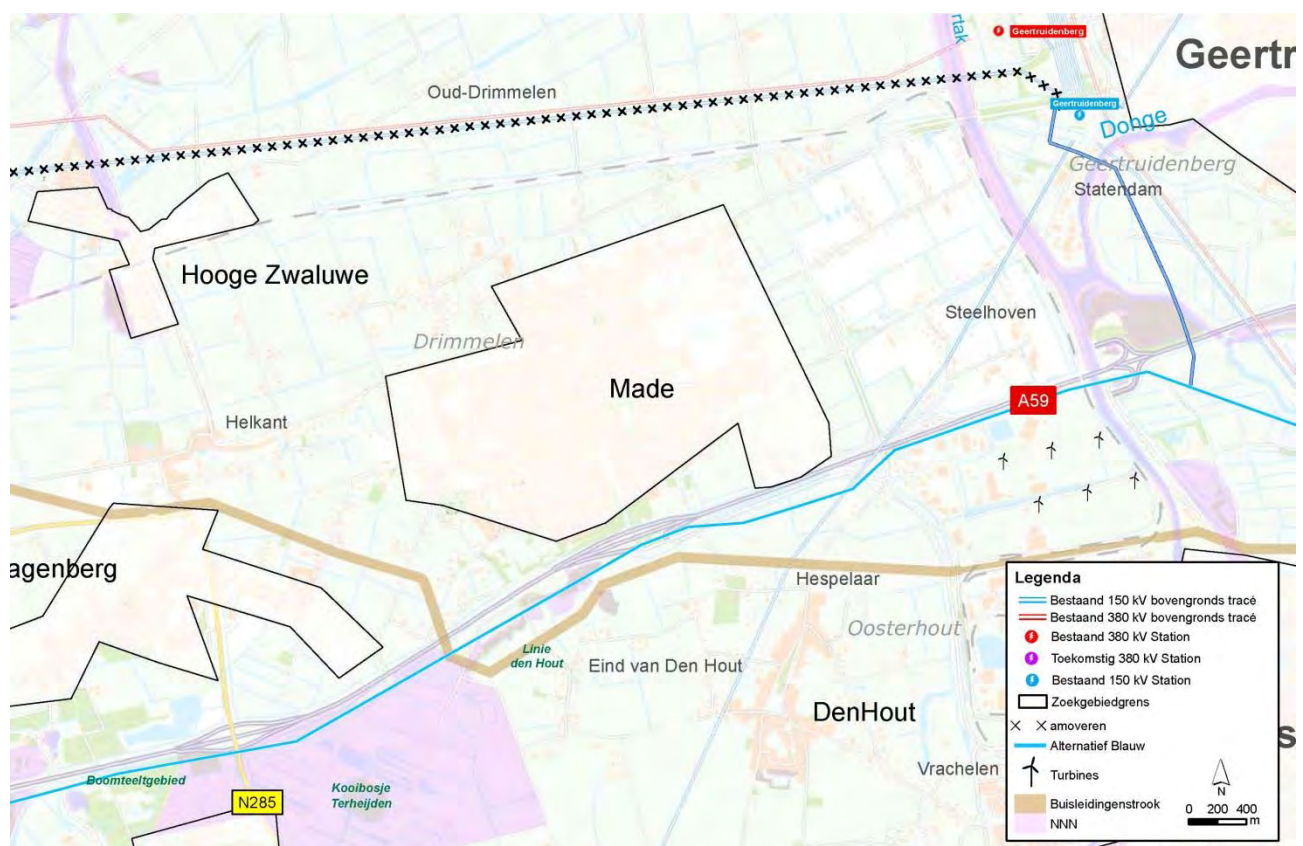 rtak
Geertruidenberg
Geertr
Oud-Drimmelen
Geertruidenberg
Donge
Geertruidenberg
Statendam
Hooge Zwaluwe
Steelhoven
Drimmelen
Made
A59
Helkant
agenberg
Hespelaar
Oosterhout
Linie
den Hout
Eind van Den Hout
DenHout
Vrachelen
Boomteeltgebied
Kooibosje
Terheijden
N285
s
Legenda
Bestaand 150 kV bovengronds tracé
Bestaand 380 kV bovengronds tracé
Bestaand 380 kV Station
Toekomstig 380 kV Station
Bestaand 150 kV Station
Zoekgebiedgrens
amoveren
Alternatief Blauw
Turbines
Buisleidingenstrook
NNN
N
0 200 400
m